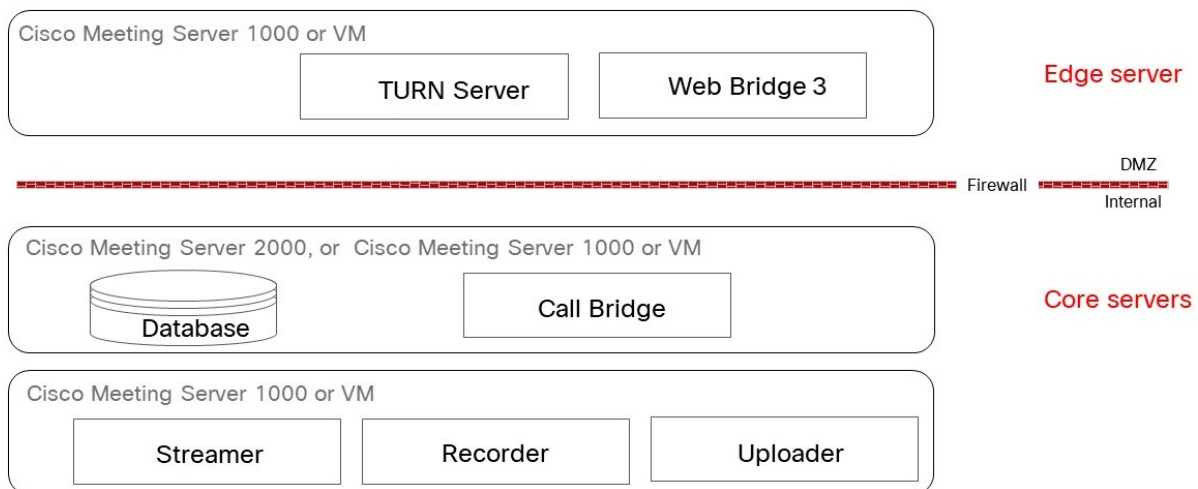 Cisco Meeting Server 1000 or VM
TURN Server
Web Bridge 3
Edge server
DMZ
Firewall
Internal
Cisco Meeting Server 2000, or Cisco Meeting Server 1000 or VM
Database
Call Bridge
Core servers
Cisco Meeting Server 1000 or VM
Streamer
Recorder
Uploader